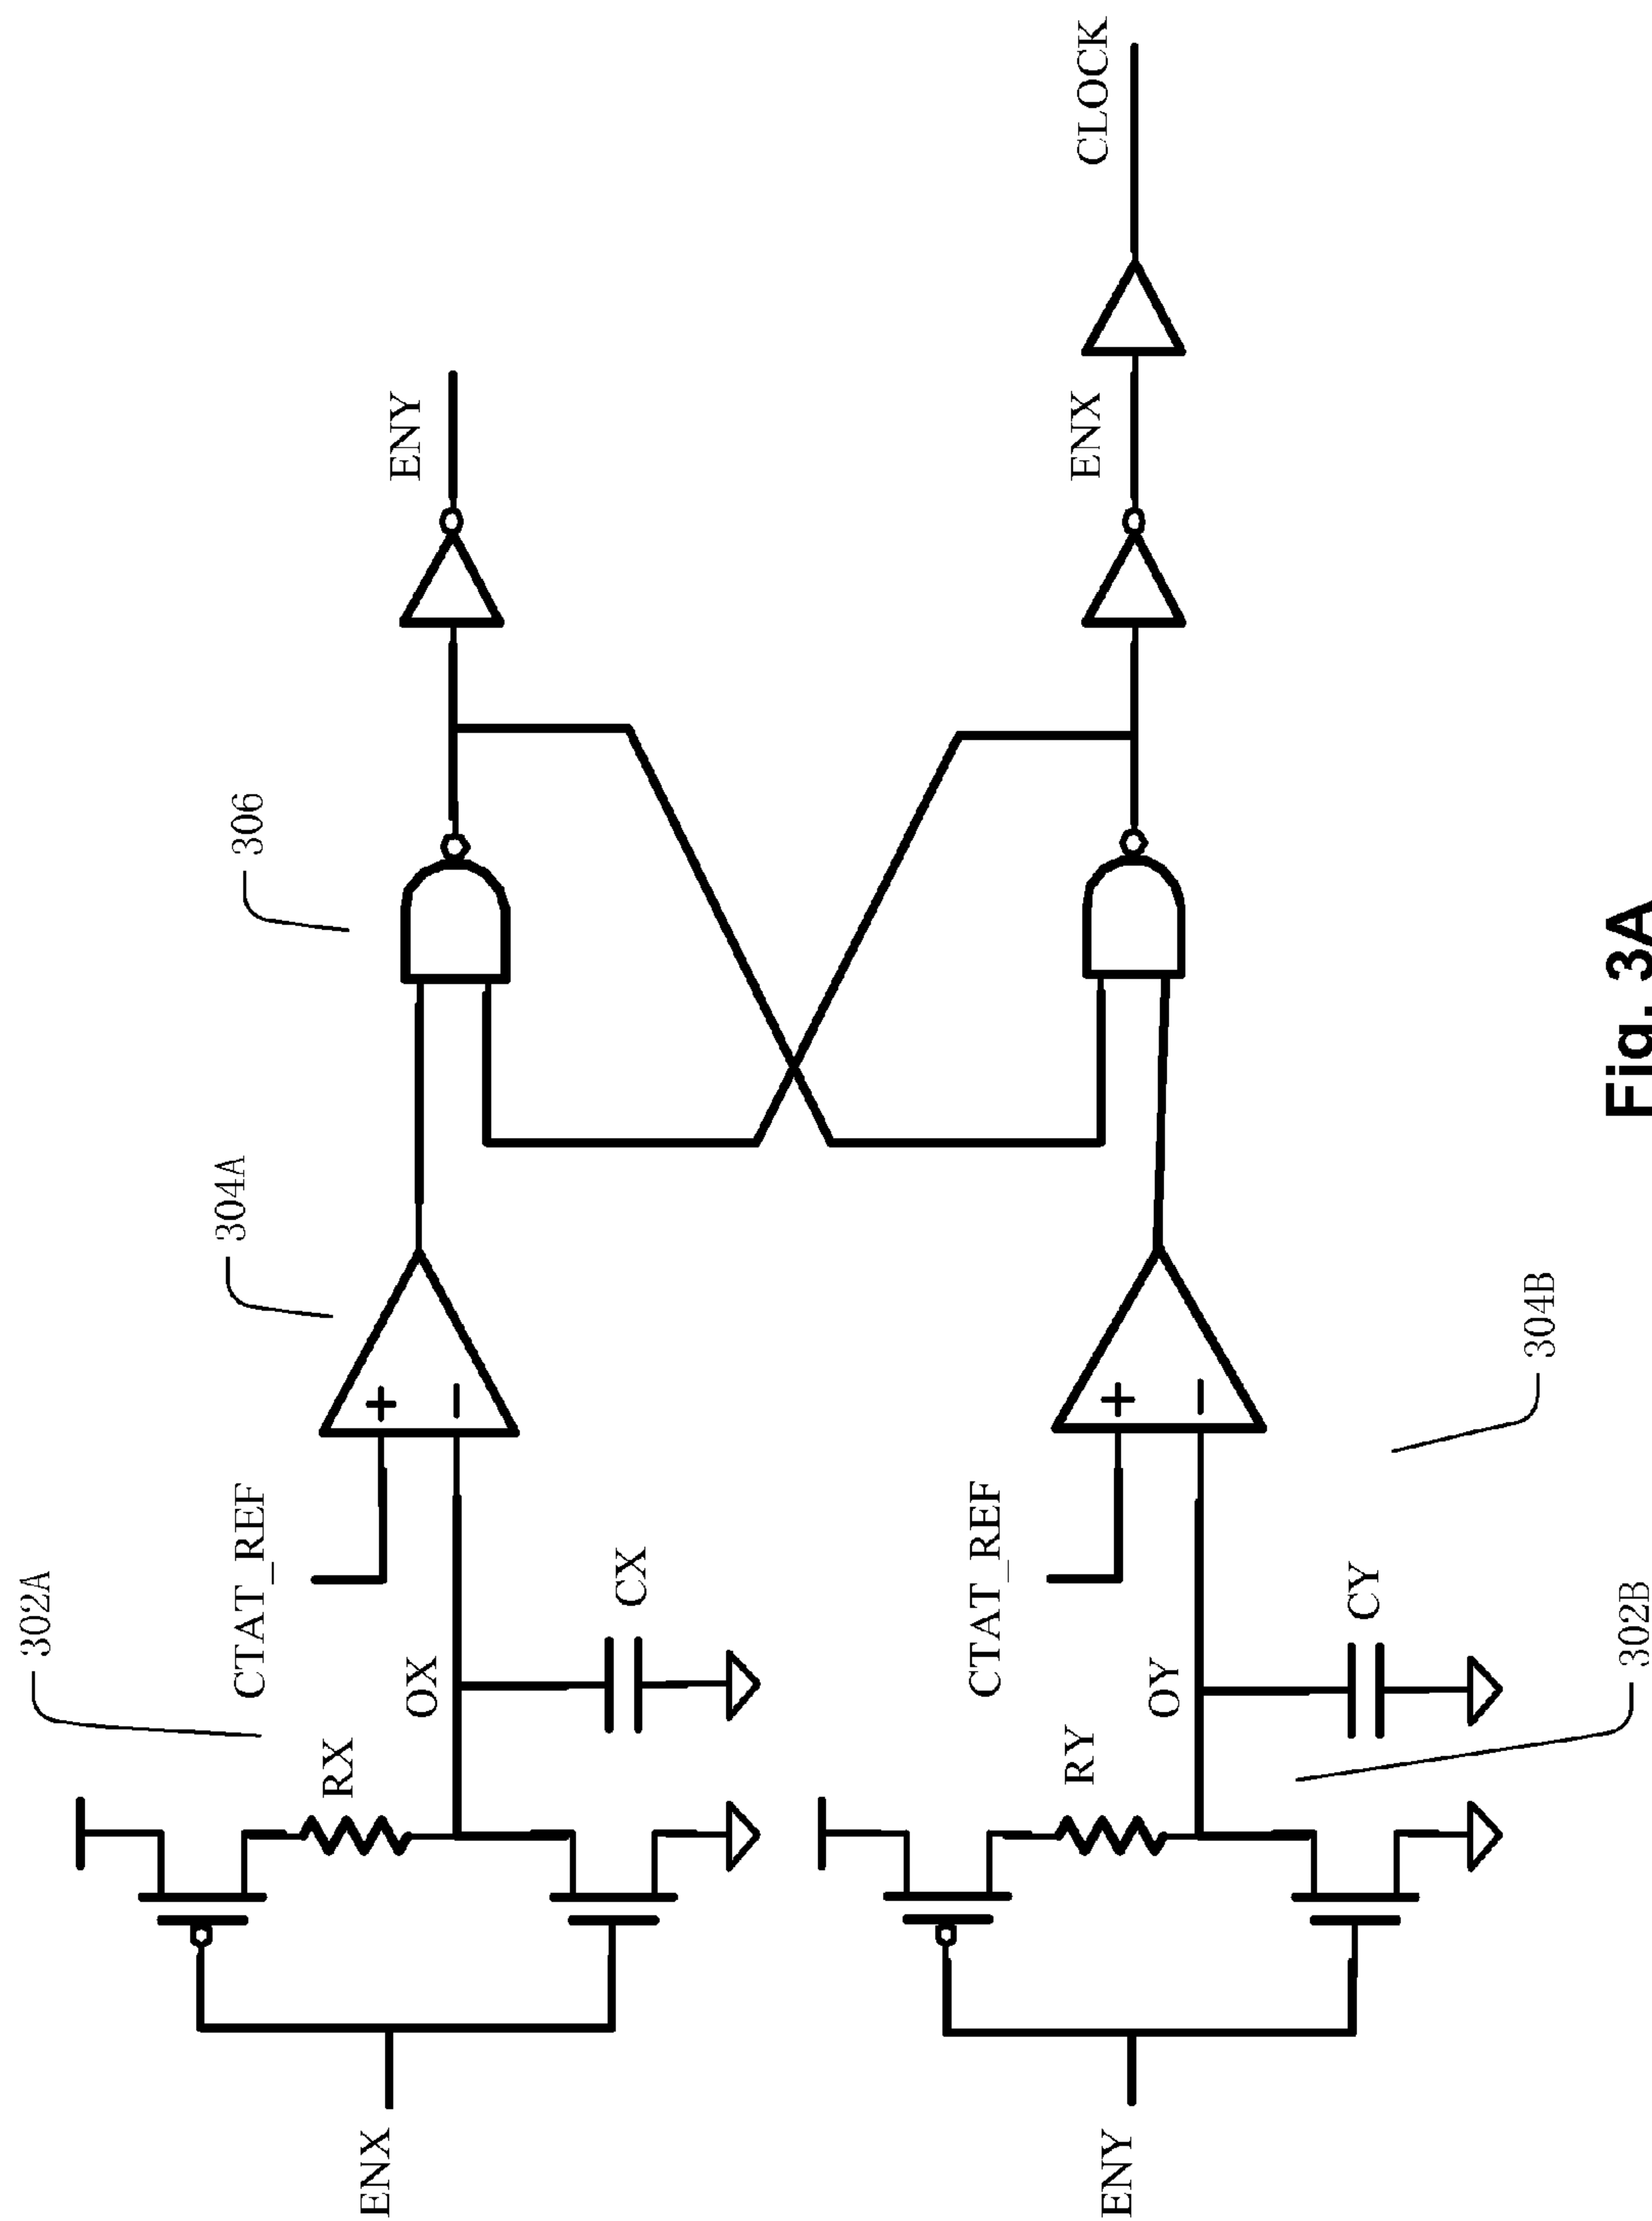 302A
304A
306
CTAT_REF
ENY
RX
OX
CX
ENX
CTAT_REF
ENX
CLOCK
RY
OY
CY
ENY
302B
304B
+
−
+
−
Fig. 3A